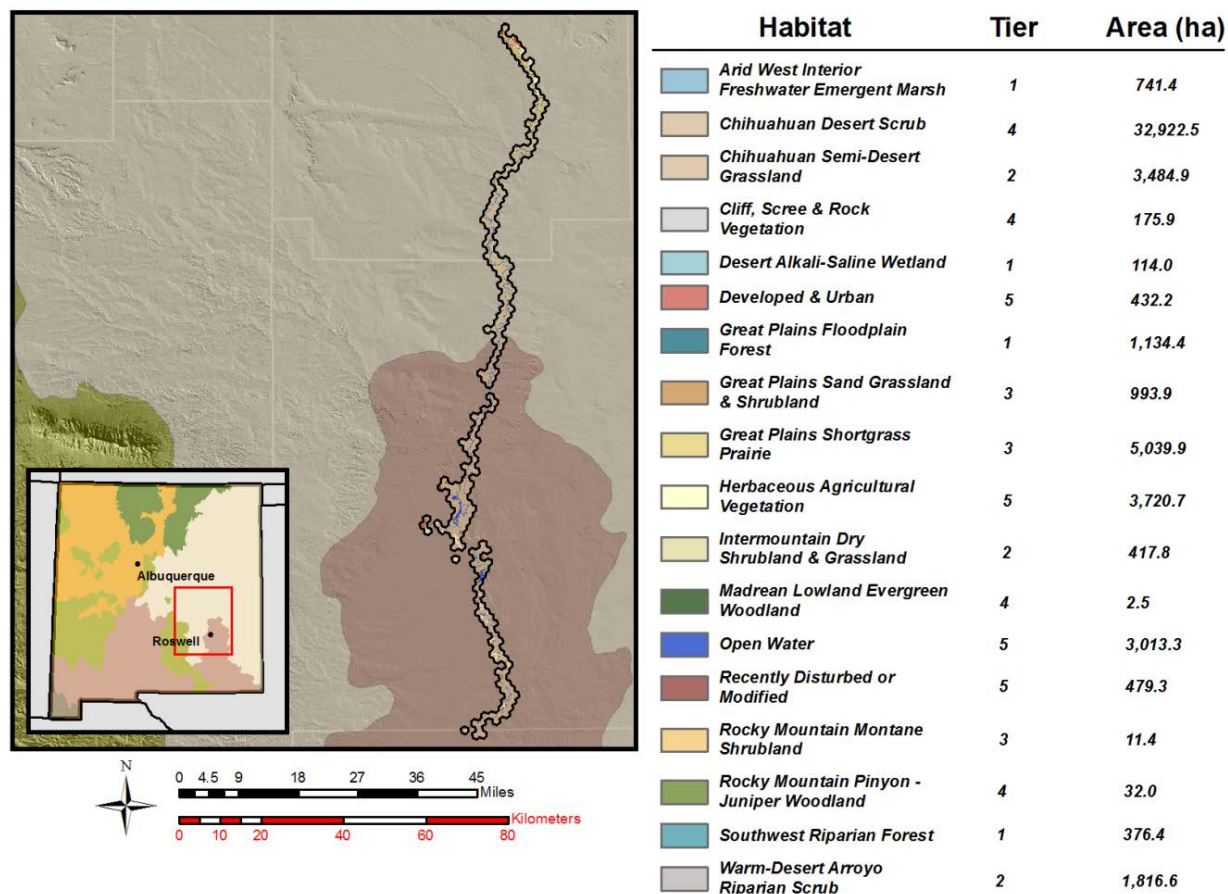 Albuquerque
Roswell
N
0 4.5 9 18 27 36 45
Miles
Kilometers
0 10 20 40 60 80
Habitat Tier Area (ha)
Arid West Interior
Freshwater Emergent Marsh 1 741.4
Chihuahuan Desert Scrub 4 32,922.5
Chihuahuan Semi-Desert
Grassland 2 3,484.9
Cliff, Scree & Rock
Vegetation 4 175.9
Desert Alkali-Saline Wetland 1 114.0
Developed & Urban 5 432.2
Great Plains Floodplain
Forest 1 1,134.4
Great Plains Sand Grassland
& Shrubland 3 993.9
Great Plains Shortgrass
Prairie 3 5,039.9
Herbaceous Agricultural
Vegetation 5 3,720.7
Intermountain Dry
Shrubland & Grassland 2 417.8
Madrean Lowland Evergreen
Woodland 4 2.5
Open Water 5 3,013.3
Recently Disturbed or
Modified 5 479.3
Rocky Mountain Montane
Shrubland 3 11.4
Rocky Mountain Pinyon -
Juniper Woodland 4 32.0
Southwest Riparian Forest 1 376.4
Warm-Desert Arroyo
Riparian Scrub 2 1,816.6